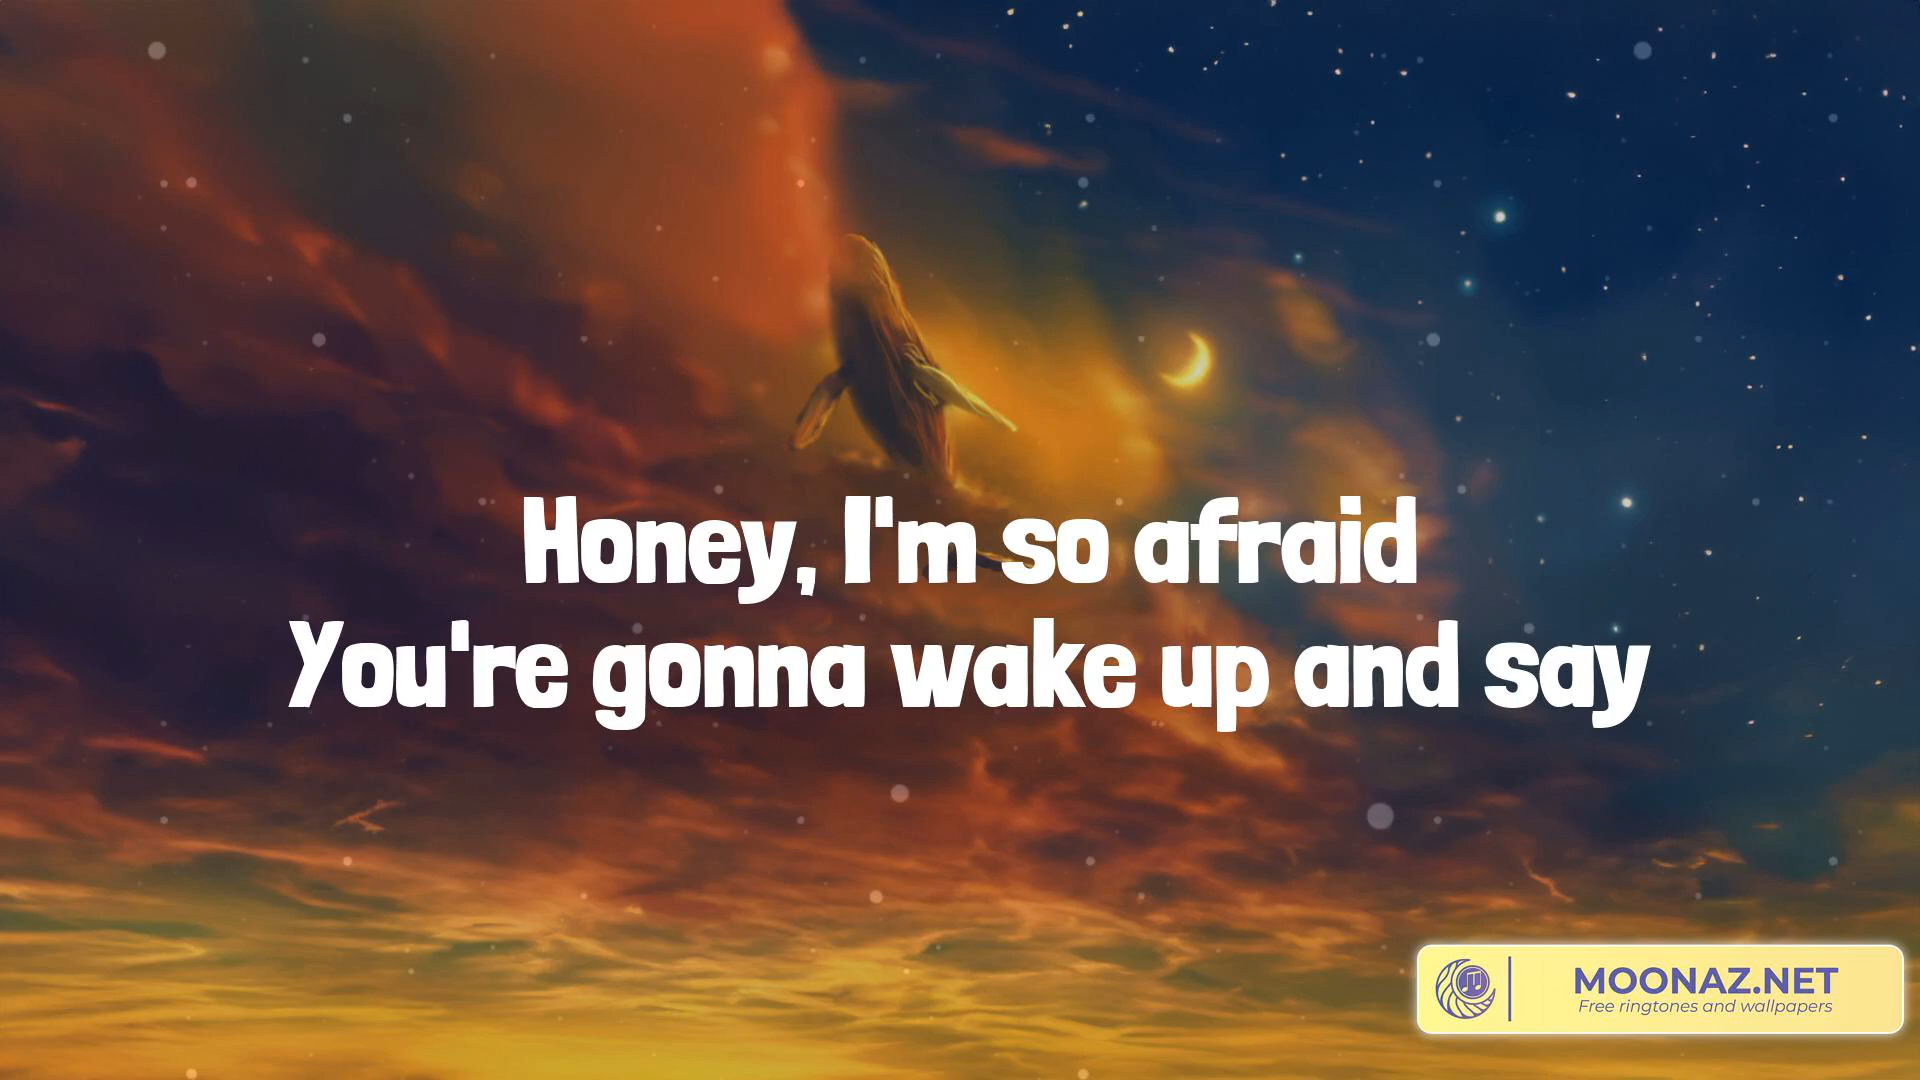 Honey, I'm so afraid
You're gonna wake up and say
MOONAZ.NET
Free ringtones and wallpapers